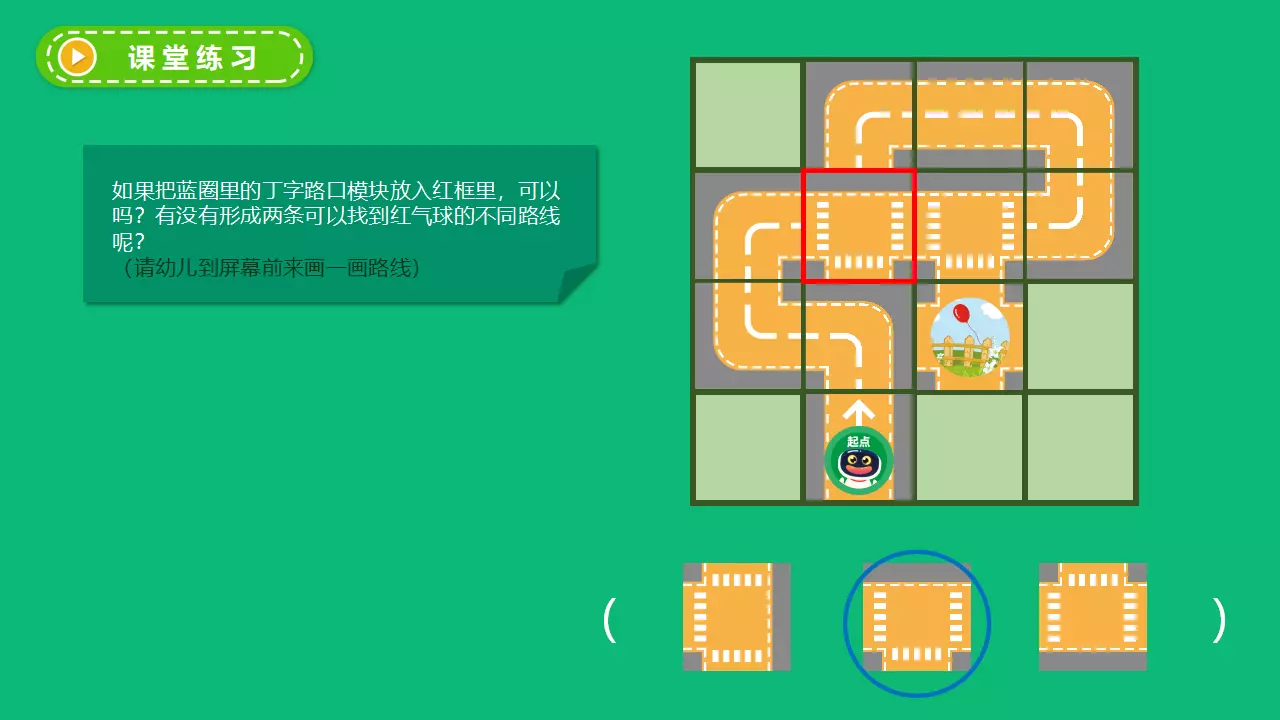 课堂练习
如果把蓝圈里的丁字路口模块放入红框里，可以
吗？有没有形成两条可以找到红气球的不同路线
呢？
（请幼儿到屏幕前来画一画路线）
起点
（ ）